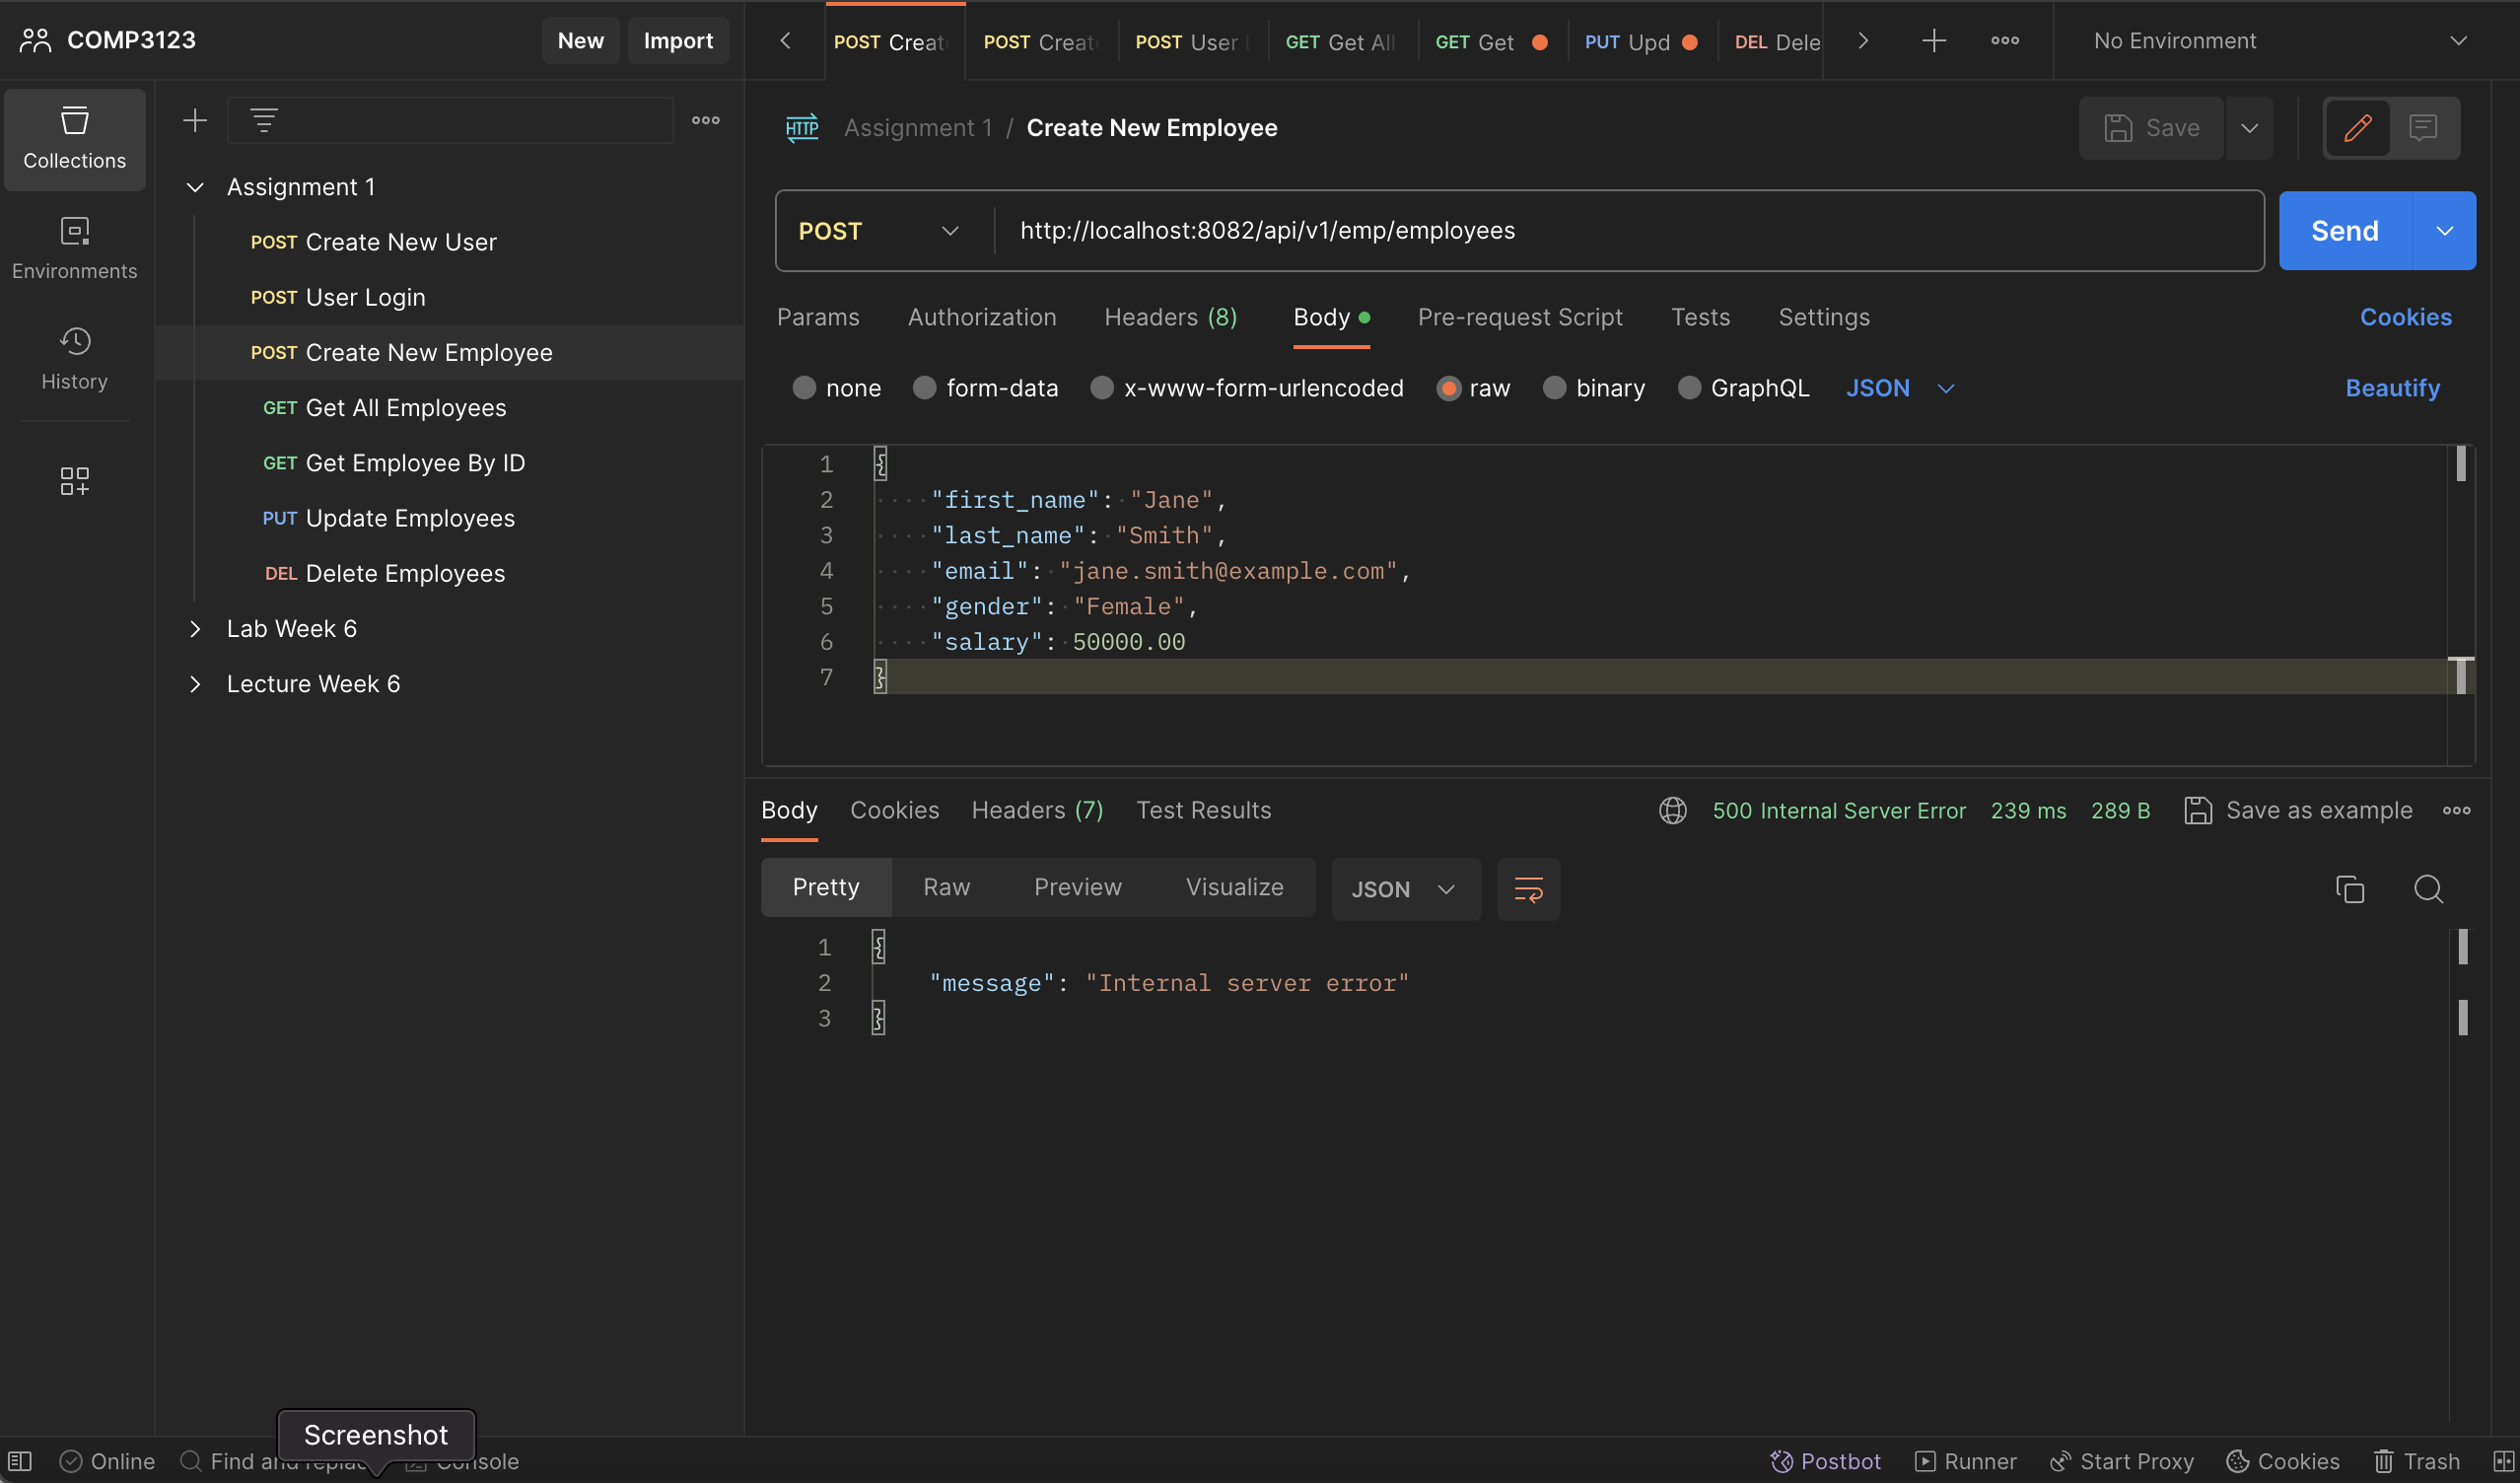 COMP3123
New
Import
POST Creat
POST Creat
POST User
GET Get All
GET Get
PUT Upd
DEL Dele
No Environment
Collections
Environments
History
Assignment 1
POST Create New User
POST User Login
POST Create New Employee
GET Get All Employees
GET Get Employee By ID
PUT Update Employees
DEL Delete Employees
Lab Week 6
Lecture Week 6
HTTP Assignment 1 / Create New Employee
Save
POST http://localhost:8082/api/v1/emp/employees
Send
Params Authorization Headers (8) Body Pre-request Script Tests Settings Cookies
none form-data x-www-form-urlencoded raw binary GraphQL JSON Beautify
1 {
2 "first_name": "Jane",
3 "last_name": "Smith",
4 "email": "jane.smith@example.com",
5 "gender": "Female",
6 "salary": 50000.00
7 }
Body Cookies Headers (7) Test Results 500 Internal Server Error 239 ms 289 B Save as example
Pretty Raw Preview Visualize JSON
1 {
2 "message": "Internal server error"
3 }
Screenshot
Online Find and replac Console Postbot Runner Start Proxy Cookies Trash